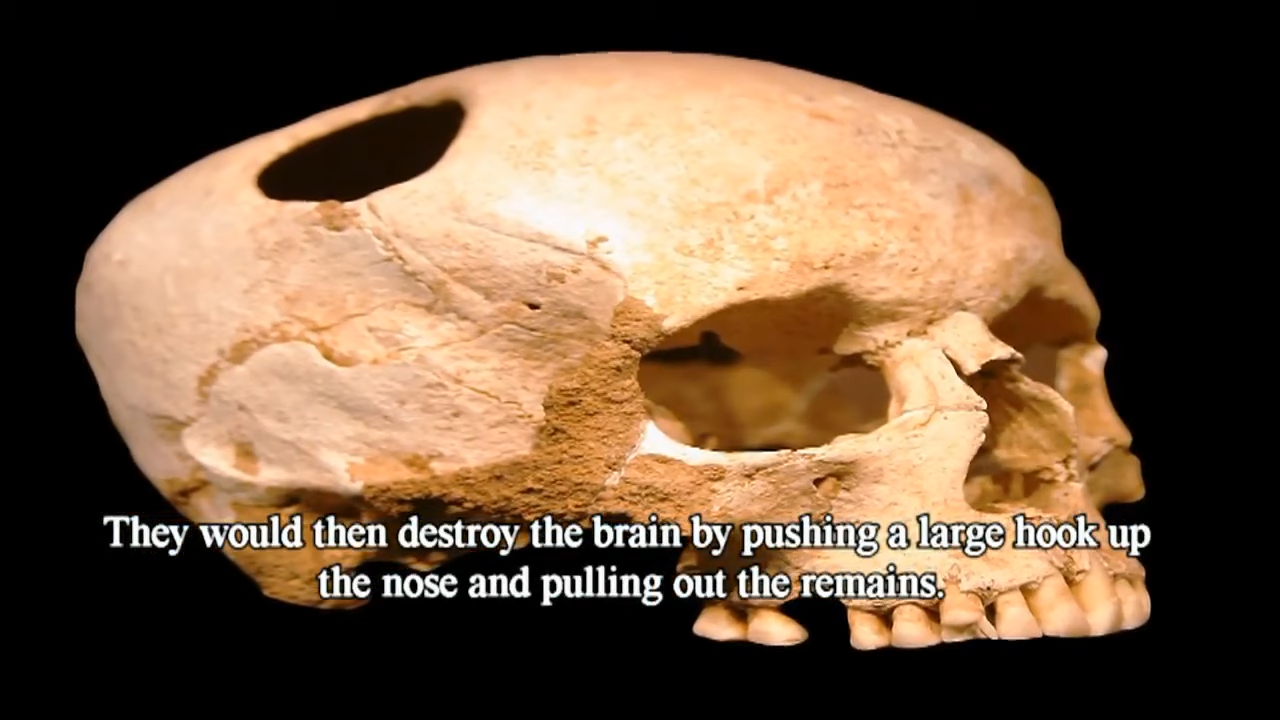 They would then destroy the brain by pushing a large hook up
the nose and pulling out the remains.